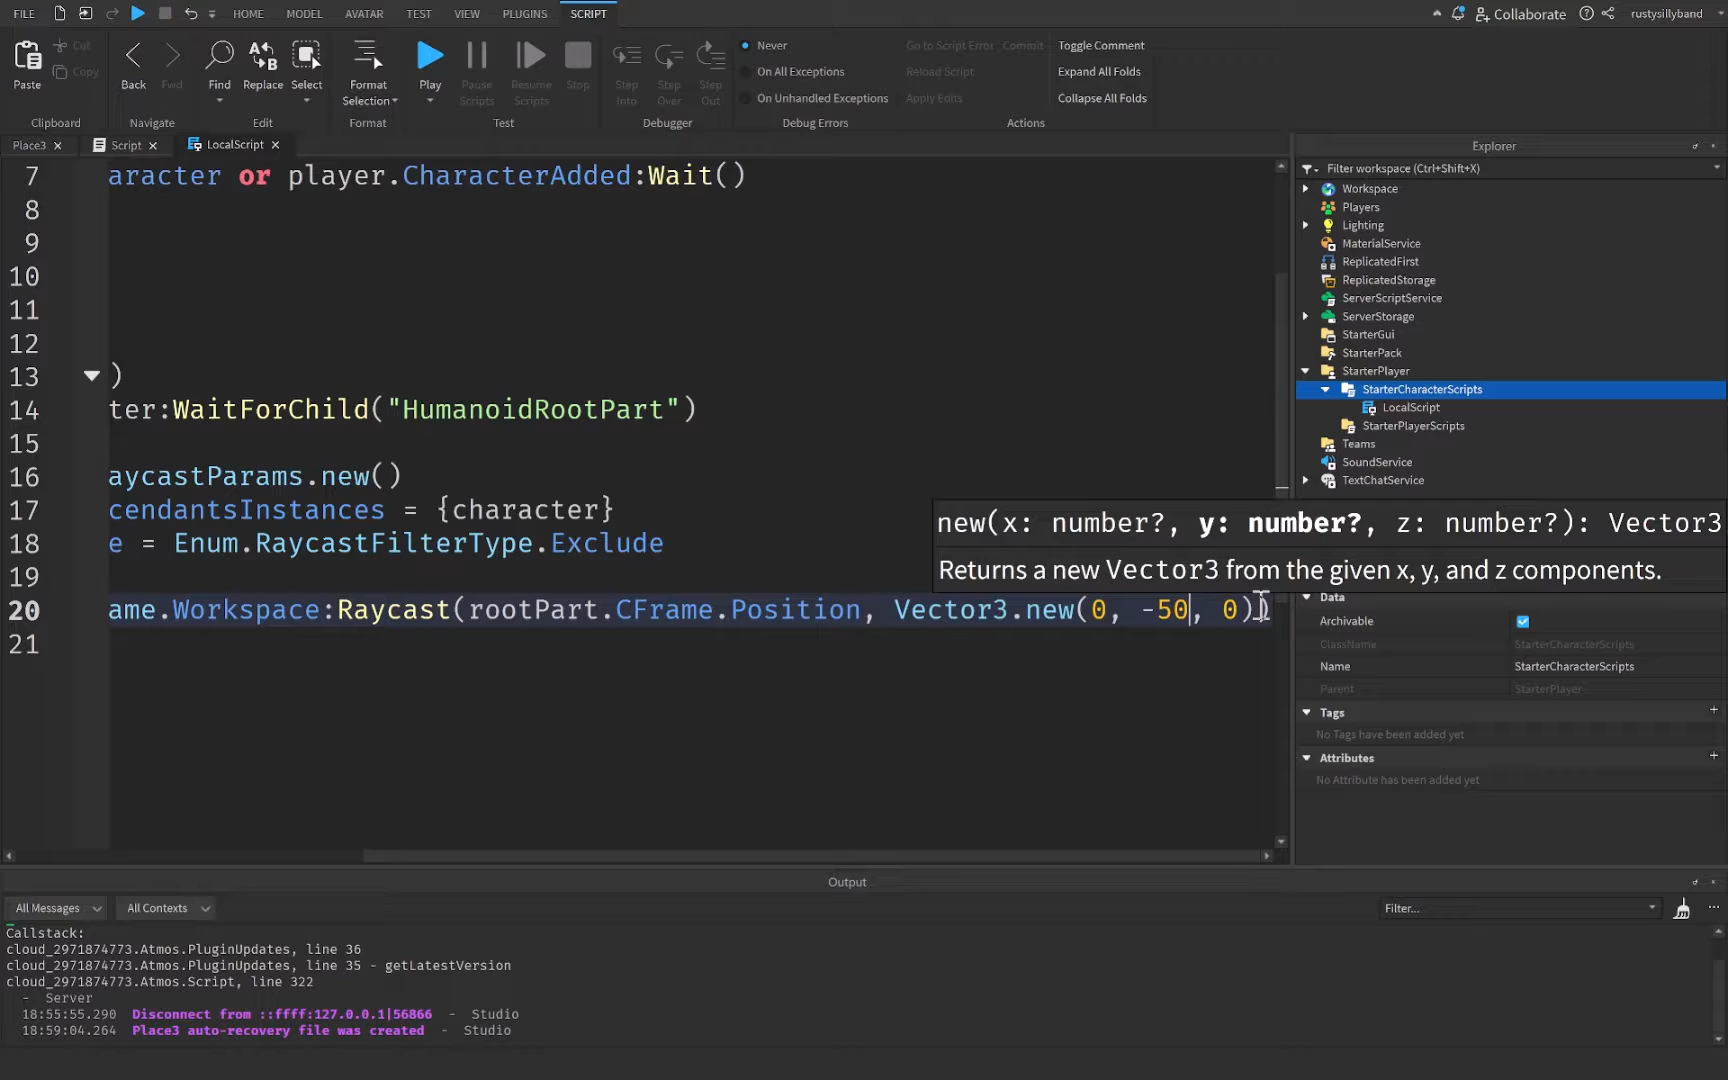 FILE HOME MODEL AVATAR TEST VIEW PLUGINS SCRIPT Collaborate rustysillyband
Paste Cut Copy
Back Fwd
Find Replace Select
Format Selection
Play Pause Scripts Resume Scripts Stop
Step Into Step Over Step Out
Never
On All Exceptions
On Unhandled Exceptions
Go to Script Error Commit
Reload Script
Apply Edits
Toggle Comment
Expand All Folds
Collapse All Folds
Clipboard Navigate Edit Format Test Debugger Debug Errors Actions
Place3 Script LocalScript
7 aracter or player.CharacterAdded:Wait()
8
9
10
11
12
13 )
14 ter:WaitForChild("HumanoidRootPart")
15
16 aycastParams.new()
17 cendantsInstances = {character}
18 e = Enum.RaycastFilterType.Exclude
19
20 ame.Workspace:Raycast(rootPart.CFrame.Position, Vector3.new(0, -50, 0))
21
new(x: number?, y: number?, z: number?): Vector3
Returns a new Vector3 from the given x, y, and z components.
Explorer
Filter workspace (Ctrl+Shift+X)
Workspace
Players
Lighting
MaterialService
ReplicatedFirst
ReplicatedStorage
ServerScriptService
ServerStorage
StarterGui
StarterPack
StarterPlayer
StarterCharacterScripts
LocalScript
StarterPlayerScripts
Teams
SoundService
TextChatService
Data
Archivable
ClassName StarterCharacterScripts
Name StarterCharacterScripts
Parent StarterPlayer
Tags
No Tags have been added yet
Attributes
No Attribute has been added yet
Output
All Messages All Contexts Filter...
Callstack:
cloud_2971874773.Atmos.PluginUpdates, line 36
cloud_2971874773.Atmos.PluginUpdates, line 35 - getLatestVersion
cloud_2971874773.Atmos.Script, line 322
- Server
18:55:55.290 Disconnect from ::ffff:127.0.0.1|56866 - Studio
18:59:04.264 Place3 auto-recovery file was created - Studio